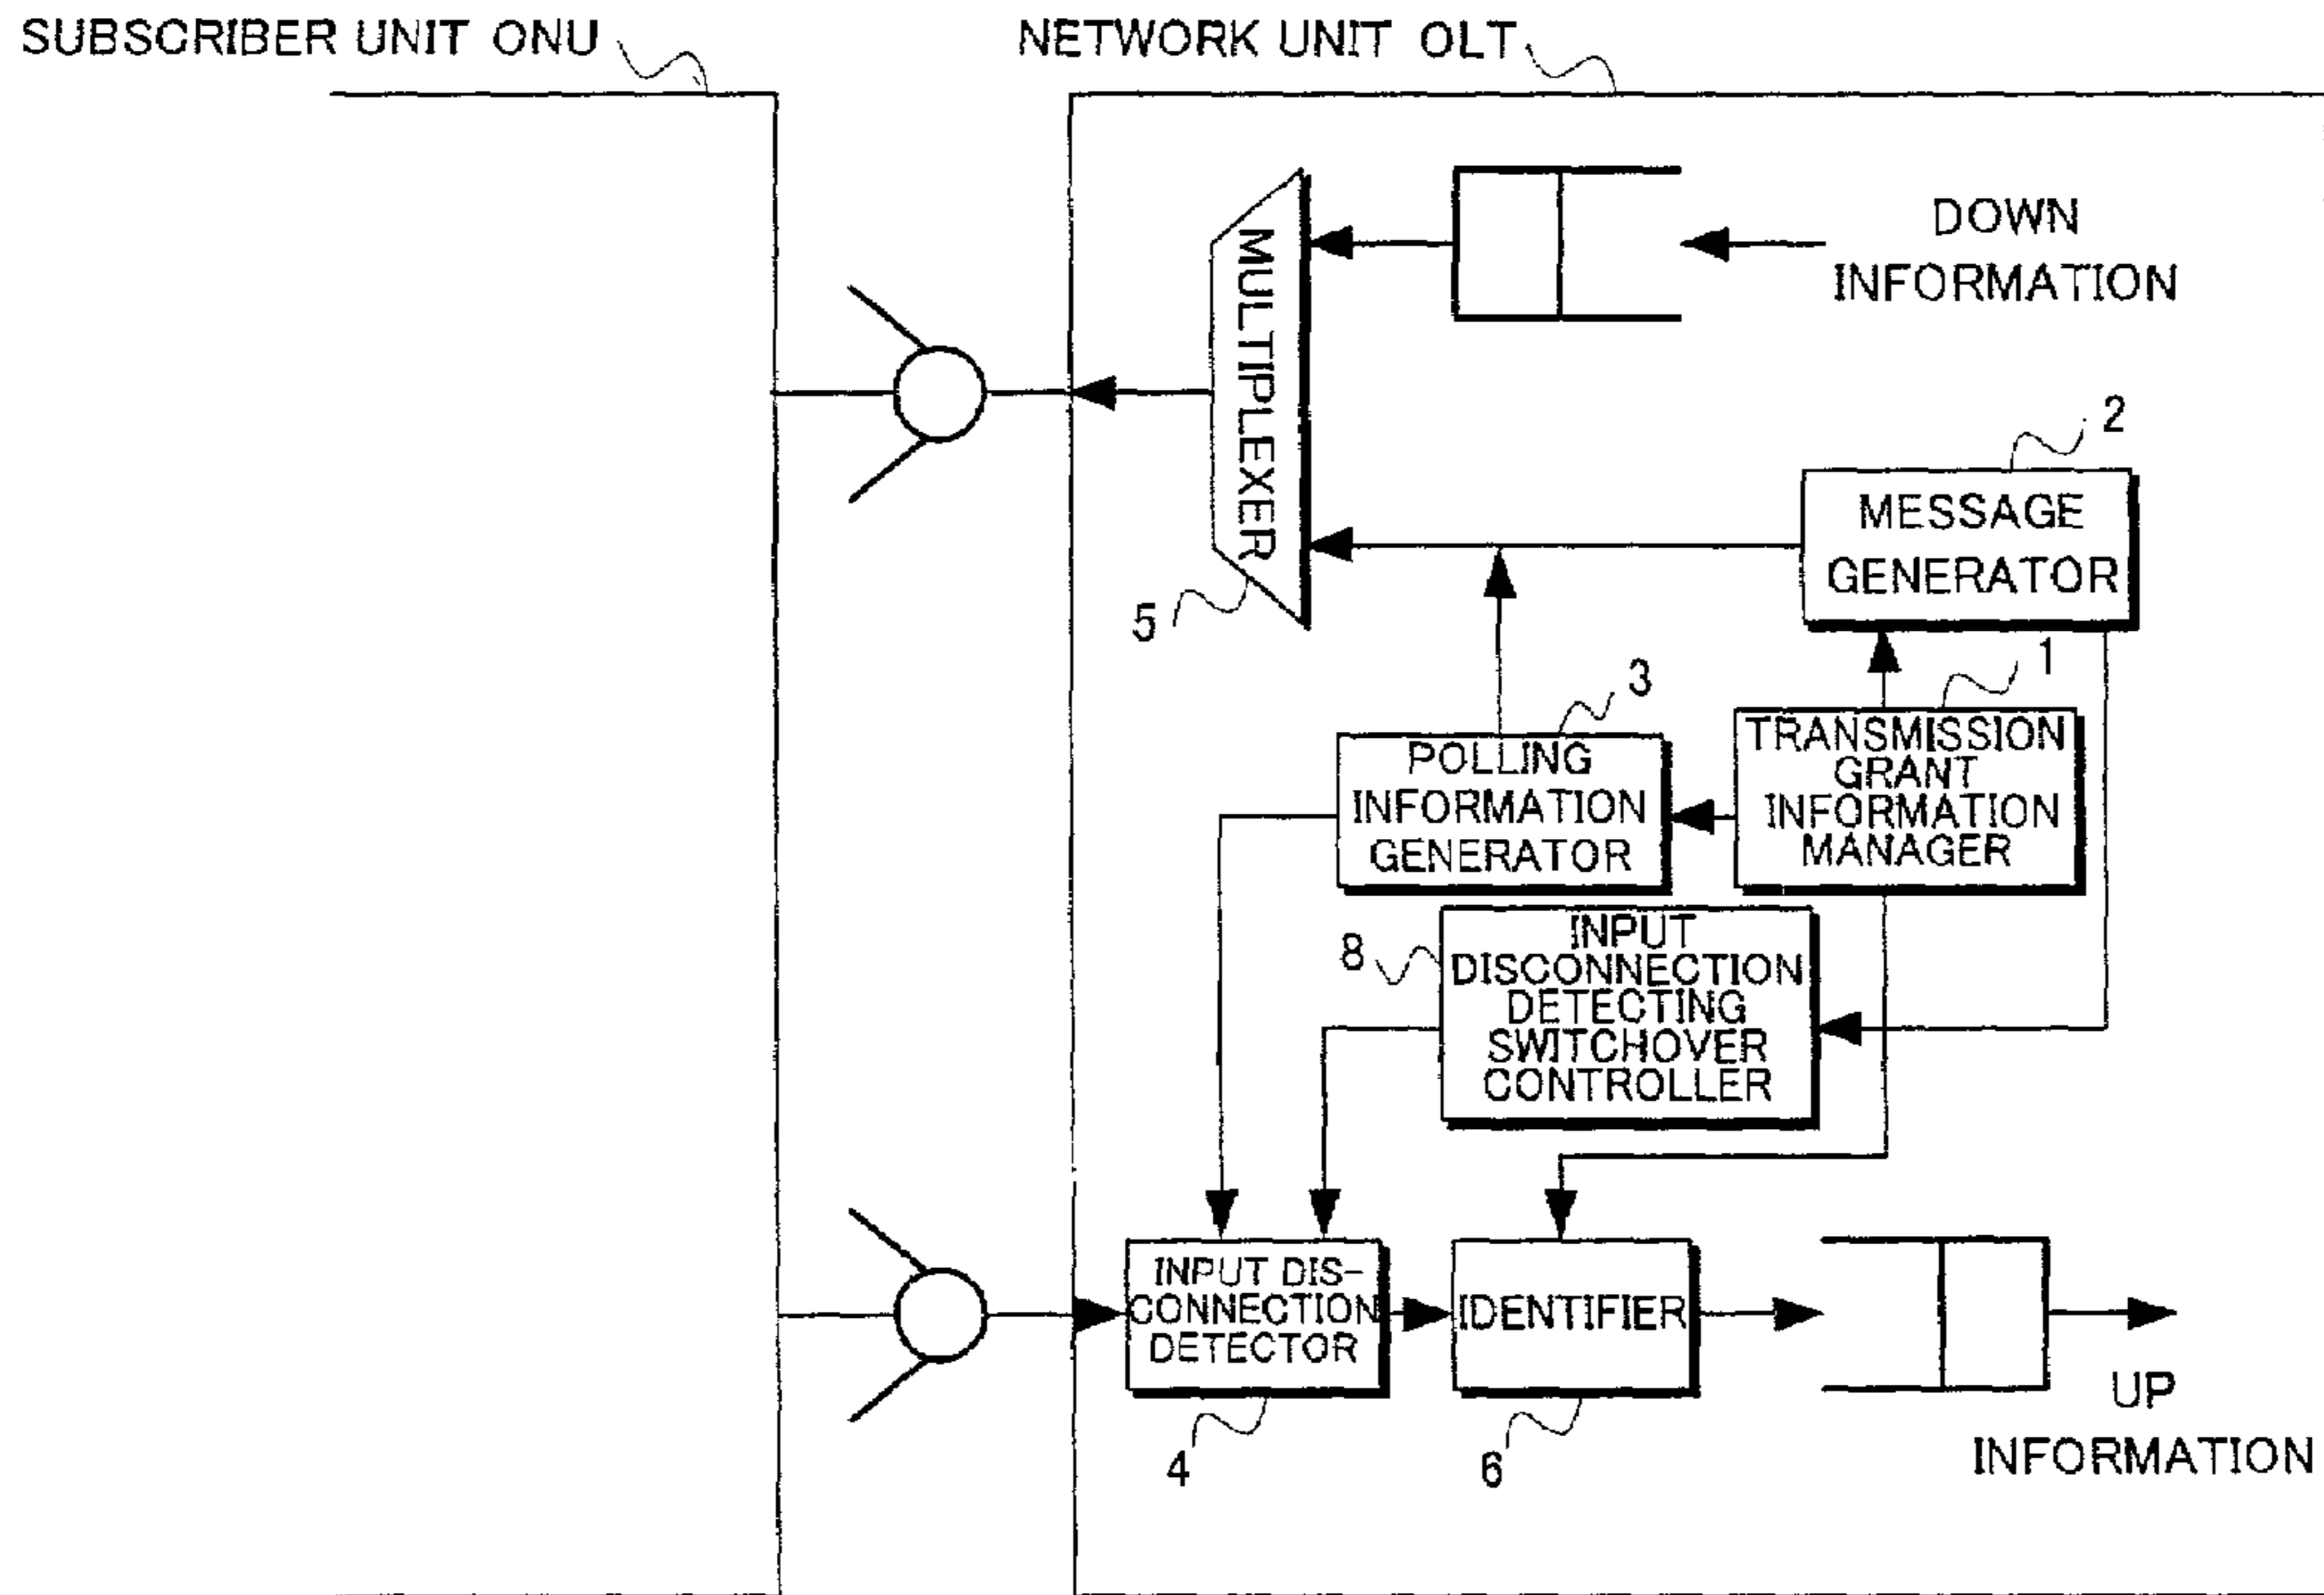 SUBSCRIBER UNIT ONU
NETWORK UNIT OLT
DOWN
INFORMATION
MULTIPLEXER
5
2
MESSAGE
GENERATOR
1
3
TRANSMISSION
GRANT
INFORMATION
MANAGER
POLLING
INFORMATION
GENERATOR
8
INPUT
DISCONNECTION
DETECTING
SWITCHOVER
CONTROLLER
INPUT DIS-
CONNECTION
DETECTOR
IDENTIFIER
4
6
UP
INFORMATION